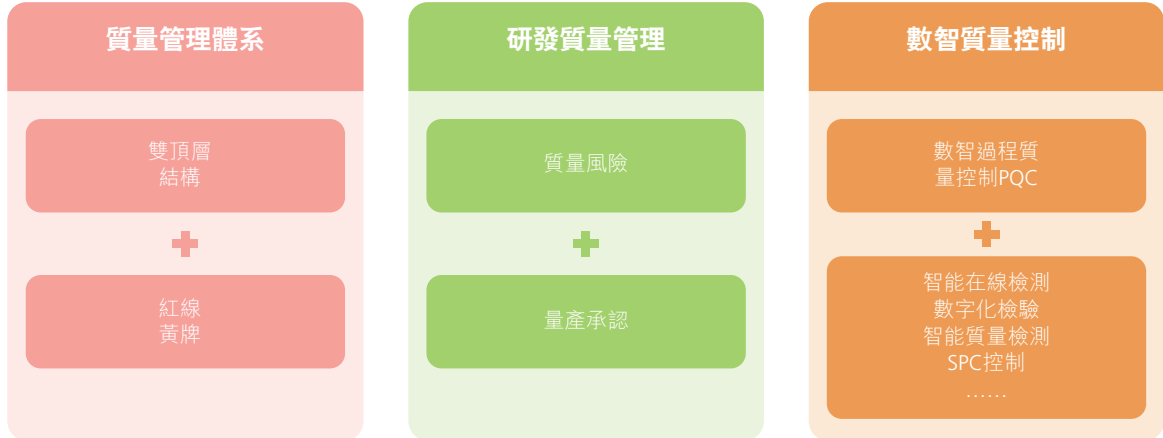 質量管理體系
雙頂層
結構
紅線
黃牌
研發質量管理
質量風險
量產承認
數智質量控制
數智過程質
量控制PQC
智能在線檢測
數字化檢驗
智能質量檢測
SPC控制
……